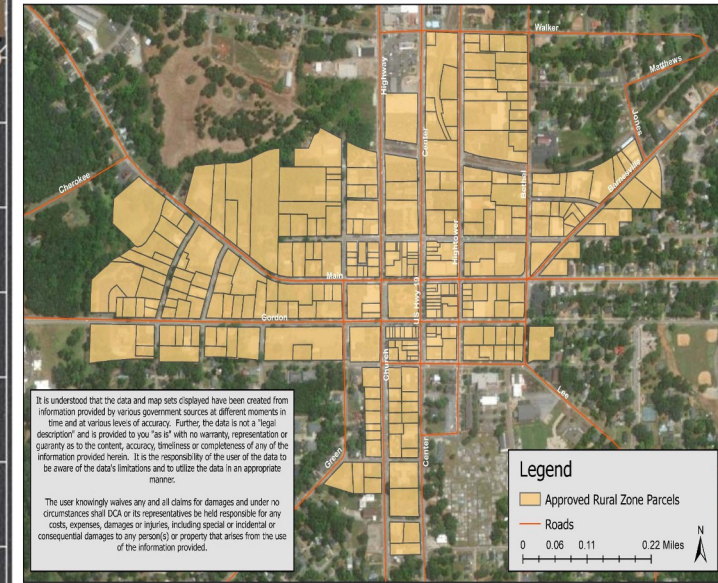 Walker
Highway
Matthews
Center
Jones
Barnesville
Cherokee
Bethel
Hightower
Main
US Hwy 19
Gordon
Church
Lee
Green
Center
It is understood that the data and map sets displayed have been created from
information provided by various government sources at different moments in
time and at various levels of accuracy. Further, the data is not a "legal
description" and is provided to you "as is" with no warranty, representation or
guaranty as to the content, accuracy, timeliness or completeness of any of the
information provided herein. It is the responsibility of the user of the data to
be aware of the data's limitations and to utilize the data in an appropriate
manner.
The user knowingly waives any and all claims for damages and under no
circumstances shall DCA or its representatives be held responsible for any
costs, expenses, damages or injuries, including special or incidental or
consequential damages to any person(s) or property that arises from the use
of the information provided.
Legend
Approved Rural Zone Parcels
Roads
0 0.06 0.11 0.22 Miles
N